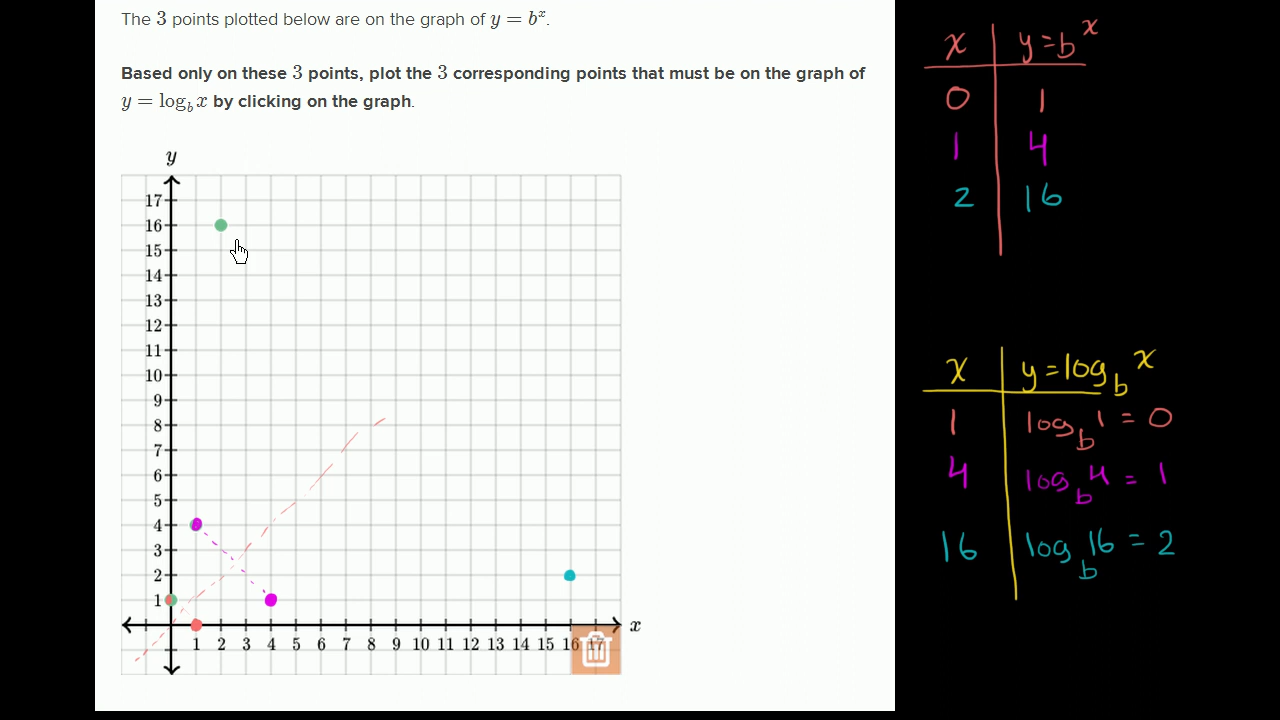 The 3 points plotted below are on the graph of y = bˣ.
Based only on these 3 points, plot the 3 corresponding points that must be on the graph of
y = log_b x by clicking on the graph.
y
17
16
15
14
13
12
11
10
9
8
7
6
5
4
3
2
1
1 2 3 4 5 6 7 8 9 10 11 12 13 14 15 16 17
x
x y=bˣ
0 1
1 4
2 16
x y=log_b x
1 log_b 1 = 0
4 log_b 4 = 1
16 log_b 16 = 2